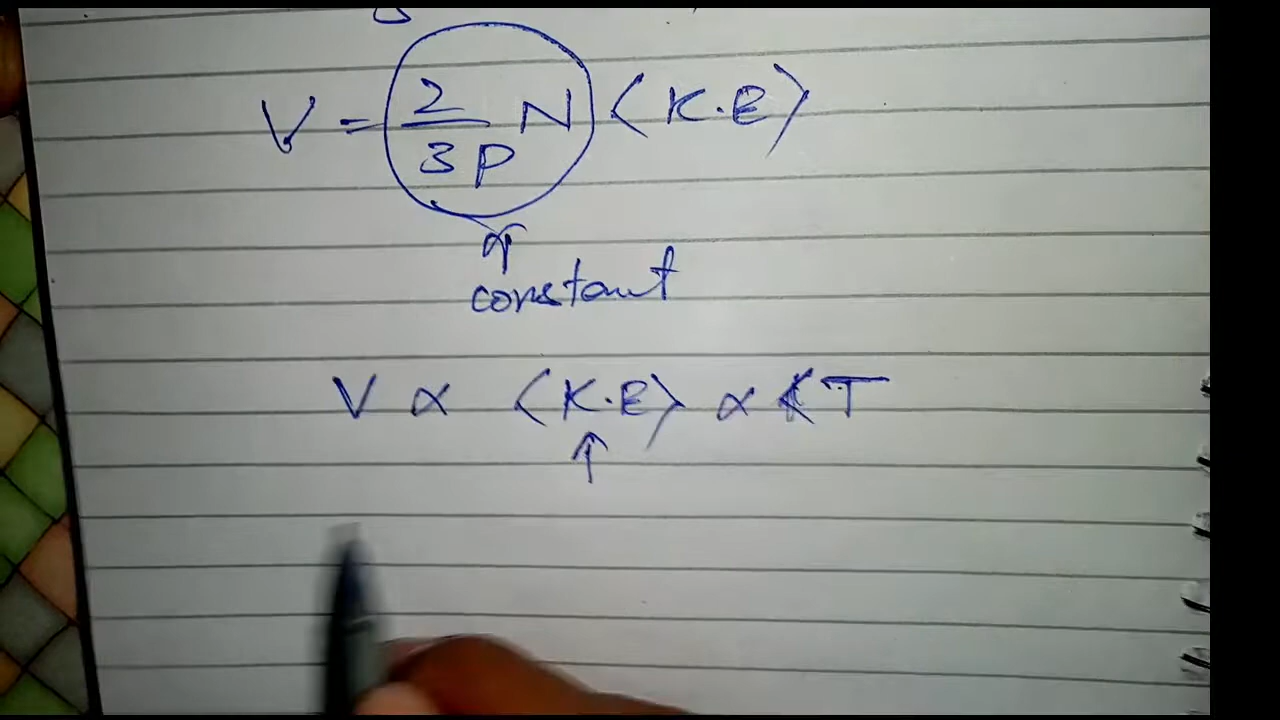 V = 2/3P N ⟨K.E⟩
constant
V ∝ ⟨K.E⟩ ∝ T